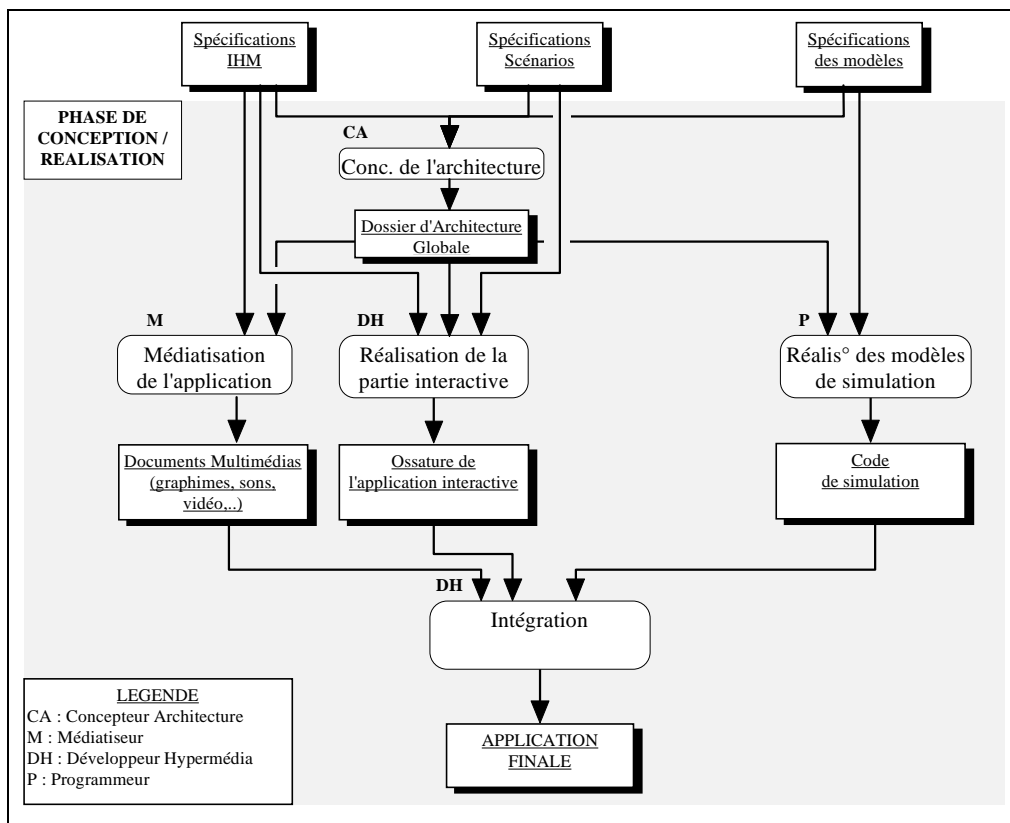 Spécifications
IHM
Spécifications
Scénarios
Spécifications
des modèles
PHASE DE
CONCEPTION /
REALISATION
CA
Conc. de l'architecture
Dossier d'Architecture
Globale
M
DH
P
Médiatisation
de l'application
Réalisation de la
partie interactive
Réalis° des modèles
de simulation
Documents Multimédias
(graphimes, sons,
vidéo,..)
Ossature de
l'application interactive
Code
de simulation
DH
Intégration
LEGENDE
CA : Concepteur Architecture
M : Médiatiseur
DH : Développeur Hypermédia
P : Programmeur
APPLICATION
FINALE